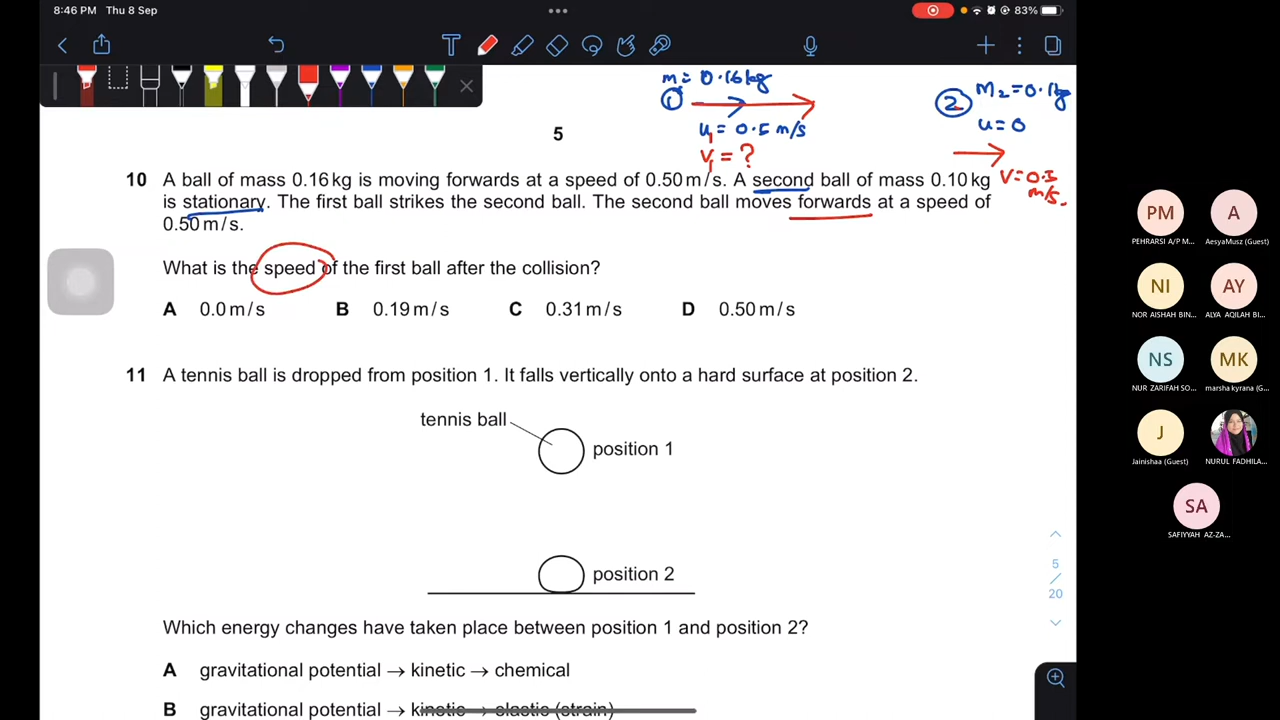 8:46 PM Thu 8 Sep
83%
T
m = 0.16kg
1
u1 = 0.5 m/s
v1 = ?
2
m2 = 0.1kg
u = 0
v = 0.5
m/s.
5
10 A ball of mass 0.16 kg is moving forwards at a speed of 0.50 m/s. A second ball of mass 0.10 kg
is stationary. The first ball strikes the second ball. The second ball moves forwards at a speed of
0.50 m/s.
What is the speed of the first ball after the collision?
A 0.0 m/s B 0.19 m/s C 0.31 m/s D 0.50 m/s
11 A tennis ball is dropped from position 1. It falls vertically onto a hard surface at position 2.
tennis ball
position 1
position 2
Which energy changes have taken place between position 1 and position 2?
A gravitational potential → kinetic → chemical
B gravitational potential → kinetic → elastic (strain)
5
/
20
PM
PEHRARSI A/P M...
A
AesyaMusz (Guest)
NI
NOR AISHAH BIN...
AY
ALYA AQILAH BI...
NS
NUR ZARIFAH SO...
MK
marsha kyrana (G...
J
Jainishaa (Guest)
NURUL FADHILA...
SA
SAFIYYAH AZ-ZA...